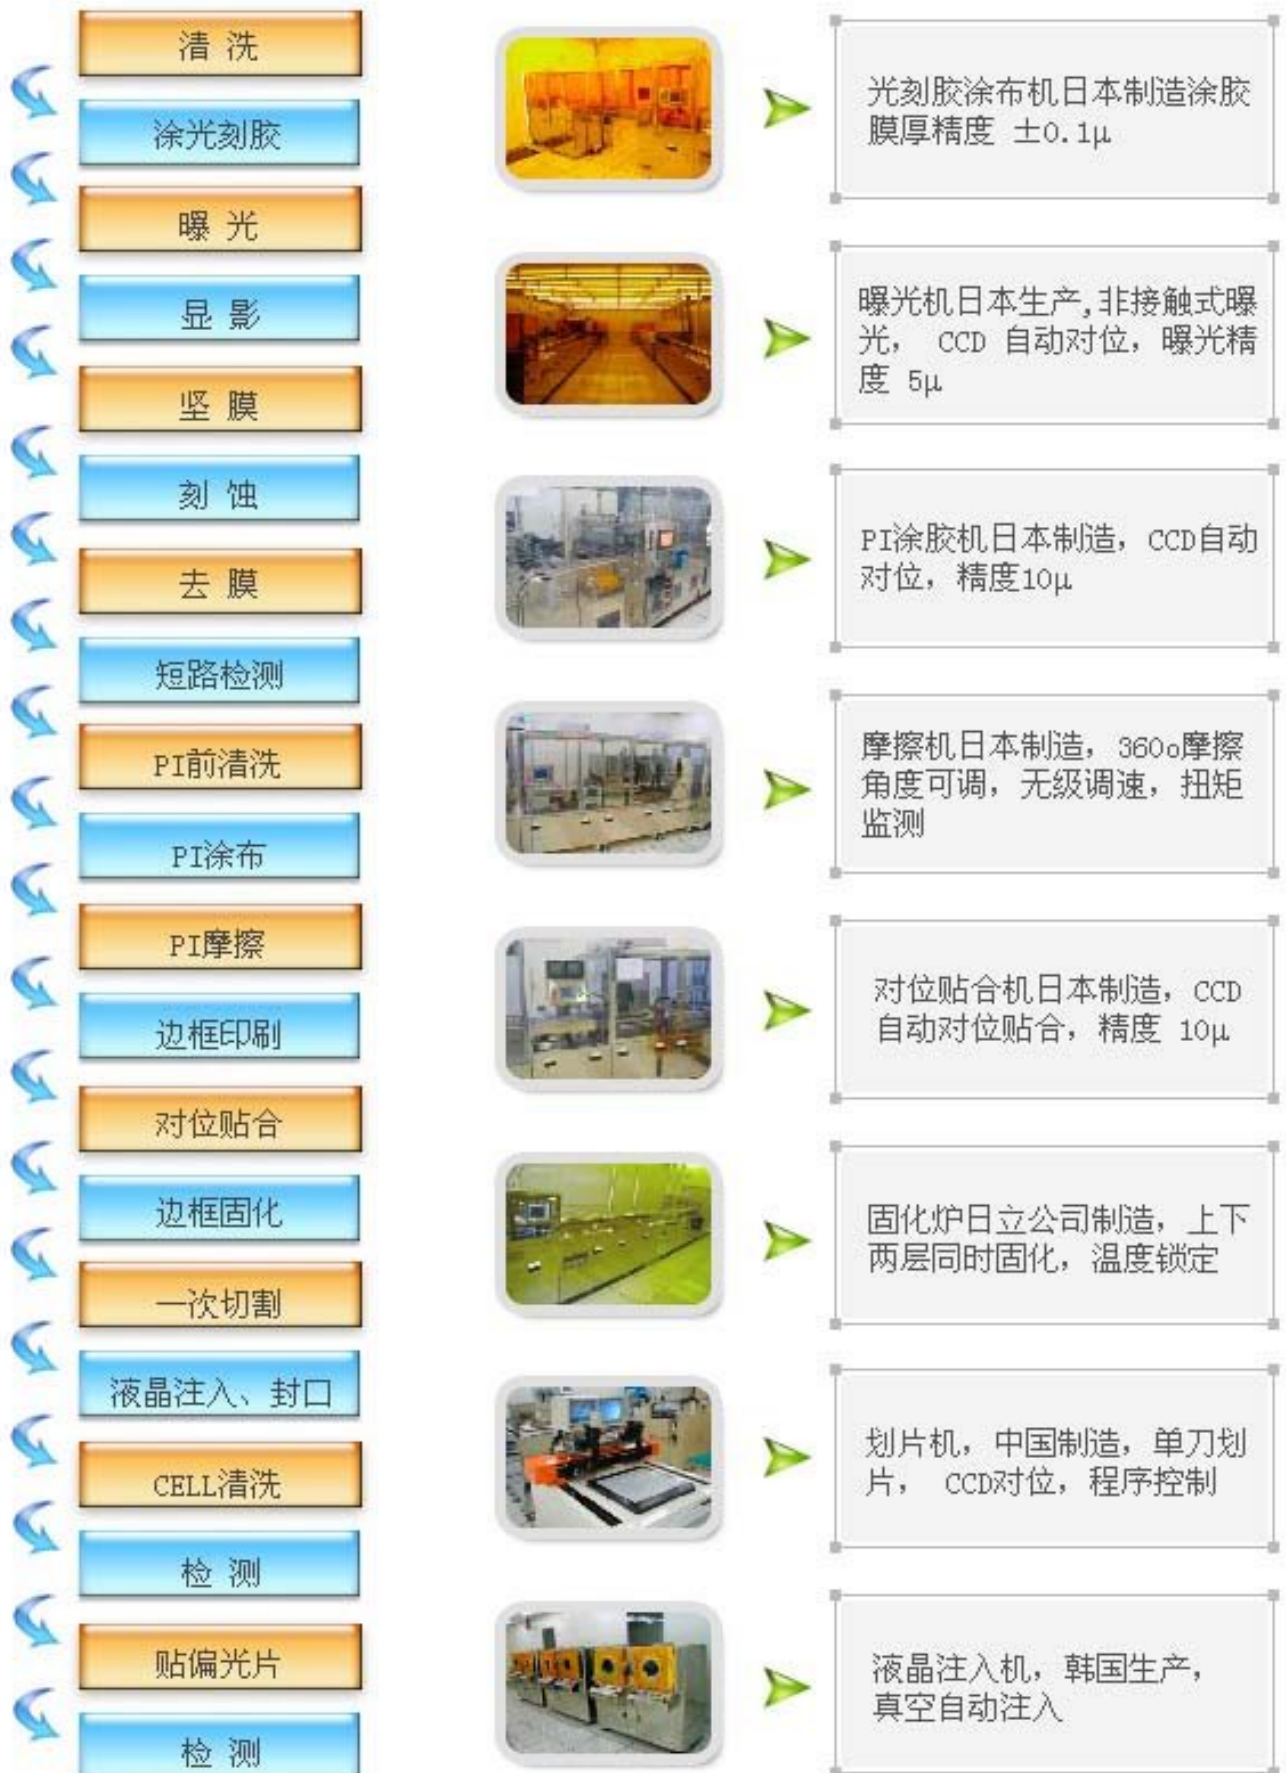 清 洗
涂光刻胶
曝 光
显 影
坚 膜
刻 蚀
去 膜
短路检测
PI前清洗
PI涂布
PI摩擦
边框印刷
对位贴合
边框固化
一次切割
液晶注入、封口
CELL清洗
检 测
贴偏光片
检 测
光刻胶涂布机日本制造涂胶
膜厚精度 ±0.1μ
曝光机日本生产,非接触式曝
光， CCD 自动对位，曝光精
度 5μ
PI涂胶机日本制造，CCD自动
对位，精度10μ
摩擦机日本制造，360o摩擦
角度可调，无级调速，扭矩
监测
对位贴合机日本制造，CCD
自动对位贴合，精度 10μ
固化炉日立公司制造，上下
两层同时固化，温度锁定
划片机，中国制造，单刀划
片， CCD对位，程序控制
液晶注入机，韩国生产，
真空自动注入